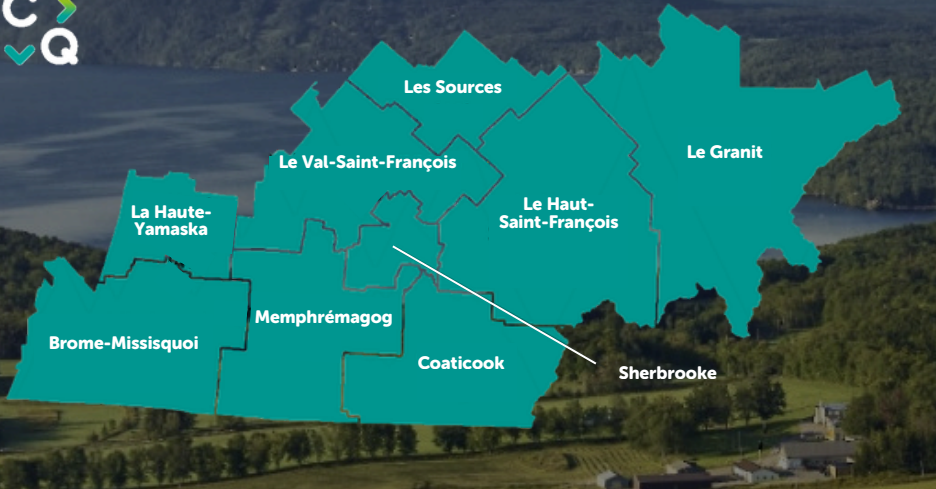 C
Q
Les Sources
Le Val-Saint-François
Le Granit
La Haute-
Yamaska
Le Haut-
Saint-François
Memphrémagog
Brome-Missisquoi
Coaticook
Sherbrooke